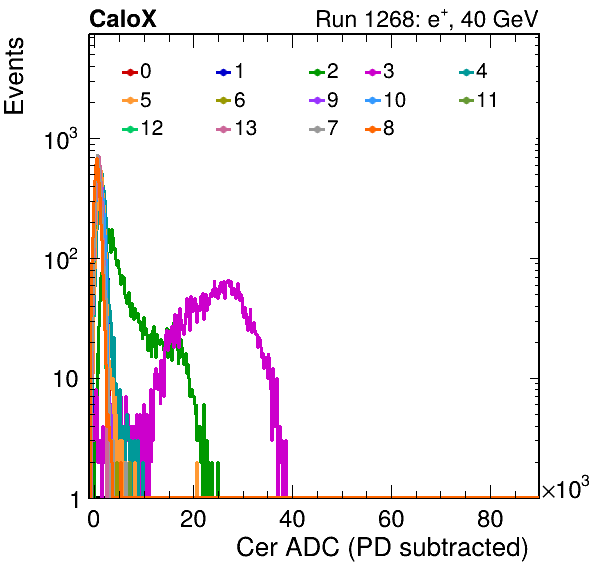 CaloX Run 1268: e⁺, 40 GeV
Events
0 1 2 3 4
5 6 9 10 11
12 13 7 8
10³
10²
10
1
0 20 40 60 80 ×10³
Cer ADC (PD subtracted)